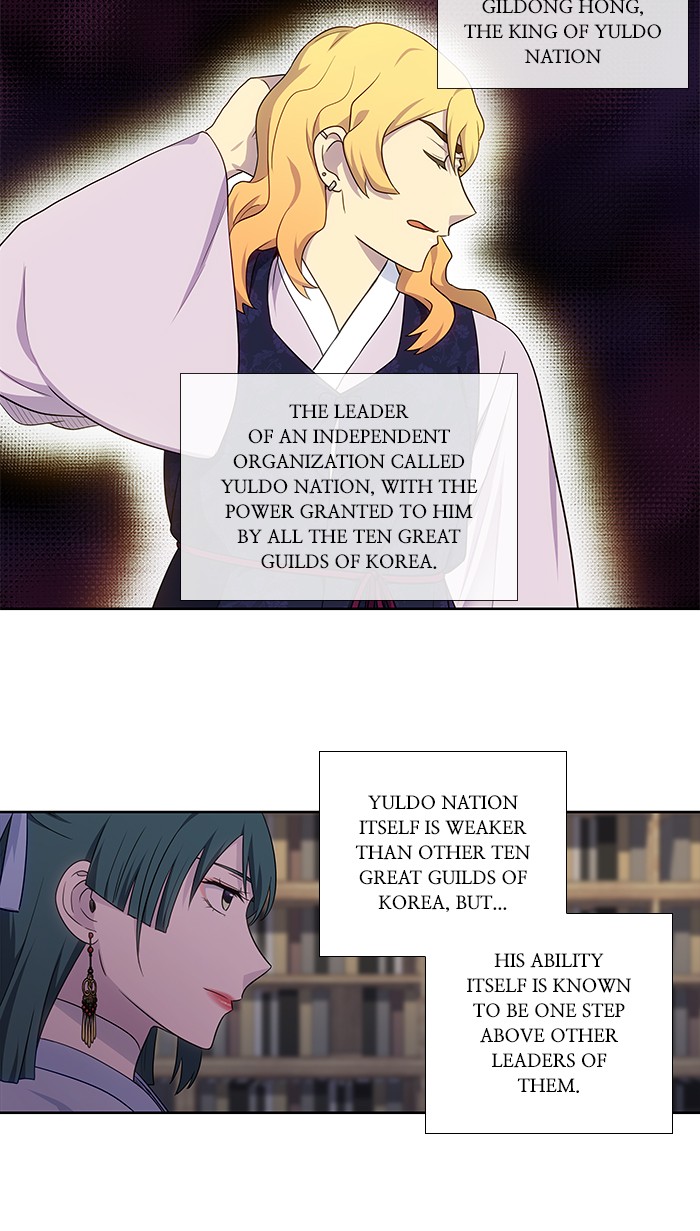 GILDONG HONG,
THE KING OF YULDO
NATION
THE LEADER
OF AN INDEPENDENT
ORGANIZATION CALLED
YULDO NATION, WITH THE
POWER GRANTED TO HIM
BY ALL THE TEN GREAT
GUILDS OF KOREA.
YULDO NATION
ITSELF IS WEAKER
THAN OTHER TEN
GREAT GUILDS OF
KOREA, BUT...
HIS ABILITY
ITSELF IS KNOWN
TO BE ONE STEP
ABOVE OTHER
LEADERS OF
THEM.